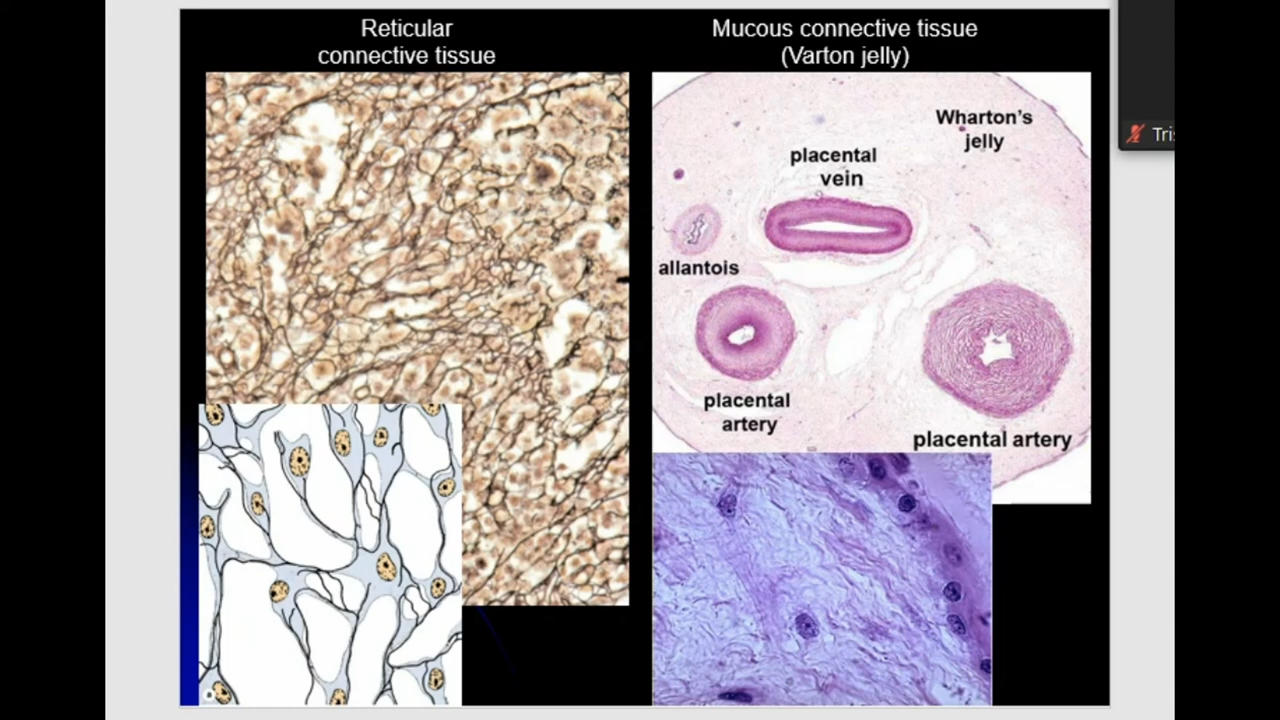 Reticular
connective tissue
Mucous connective tissue
(Varton jelly)
Wharton's
jelly
placental
vein
allantois
placental
artery
placental artery